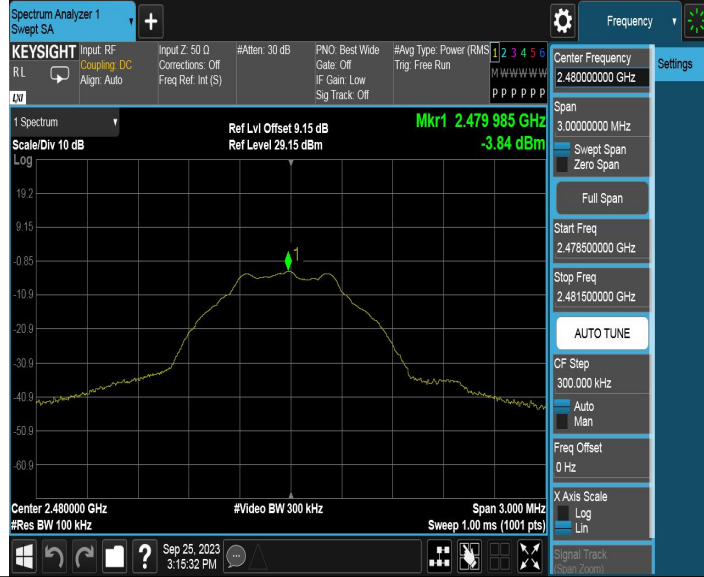 Spectrum Analyzer 1
Swept SA
Frequency
KEYSIGHT
RL
LXI
Input: RF
Coupling: DC
Align: Auto
Input Z: 50 Ω
Corrections: Off
Freq Ref: Int (S)
#Atten: 30 dB
PNO: Best Wide
Gate: Off
IF Gain: Low
Sig Track: Off
#Avg Type: Power (RMS
Trig: Free Run
1 2 3 4 5 6
M W W W W W
P P P P P P
Center Frequency
2.480000000 GHz
Settings
Span
3.00000000 MHz
Swept Span
Zero Span
Full Span
Start Freq
2.478500000 GHz
Stop Freq
2.481500000 GHz
AUTO TUNE
CF Step
300.000 kHz
Auto
Man
Freq Offset
0 Hz
X Axis Scale
Log
Lin
Signal Track
(Span Zoom)
1 Spectrum
Scale/Div 10 dB
Ref Lvl Offset 9.15 dB
Ref Level 29.15 dBm
Mkr1 2.479 985 GHz
-3.84 dBm
Log
19.2
9.15
-0.85
1
-10.9
-20.9
-30.9
-40.9
-50.9
-60.9
Center 2.480000 GHz
#Res BW 100 kHz
#Video BW 300 kHz
Span 3.000 MHz
Sweep 1.00 ms (1001 pts)
?
Sep 25, 2023
3:15:32 PM